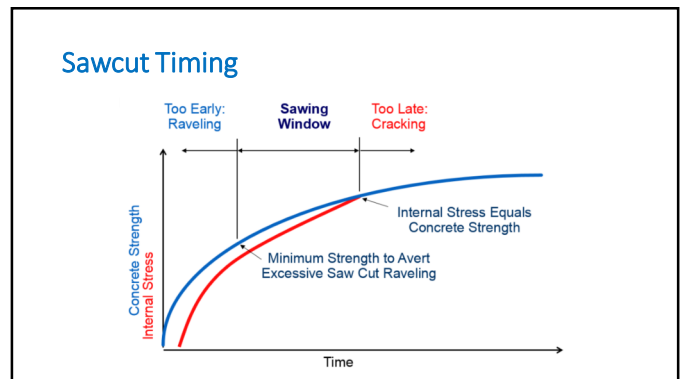 Sawcut Timing
Too Early:
Raveling
Sawing
Window
Too Late:
Cracking
Concrete Strength
Internal Stress
Internal Stress Equals
Concrete Strength
Minimum Strength to Avert
Excessive Saw Cut Raveling
Time